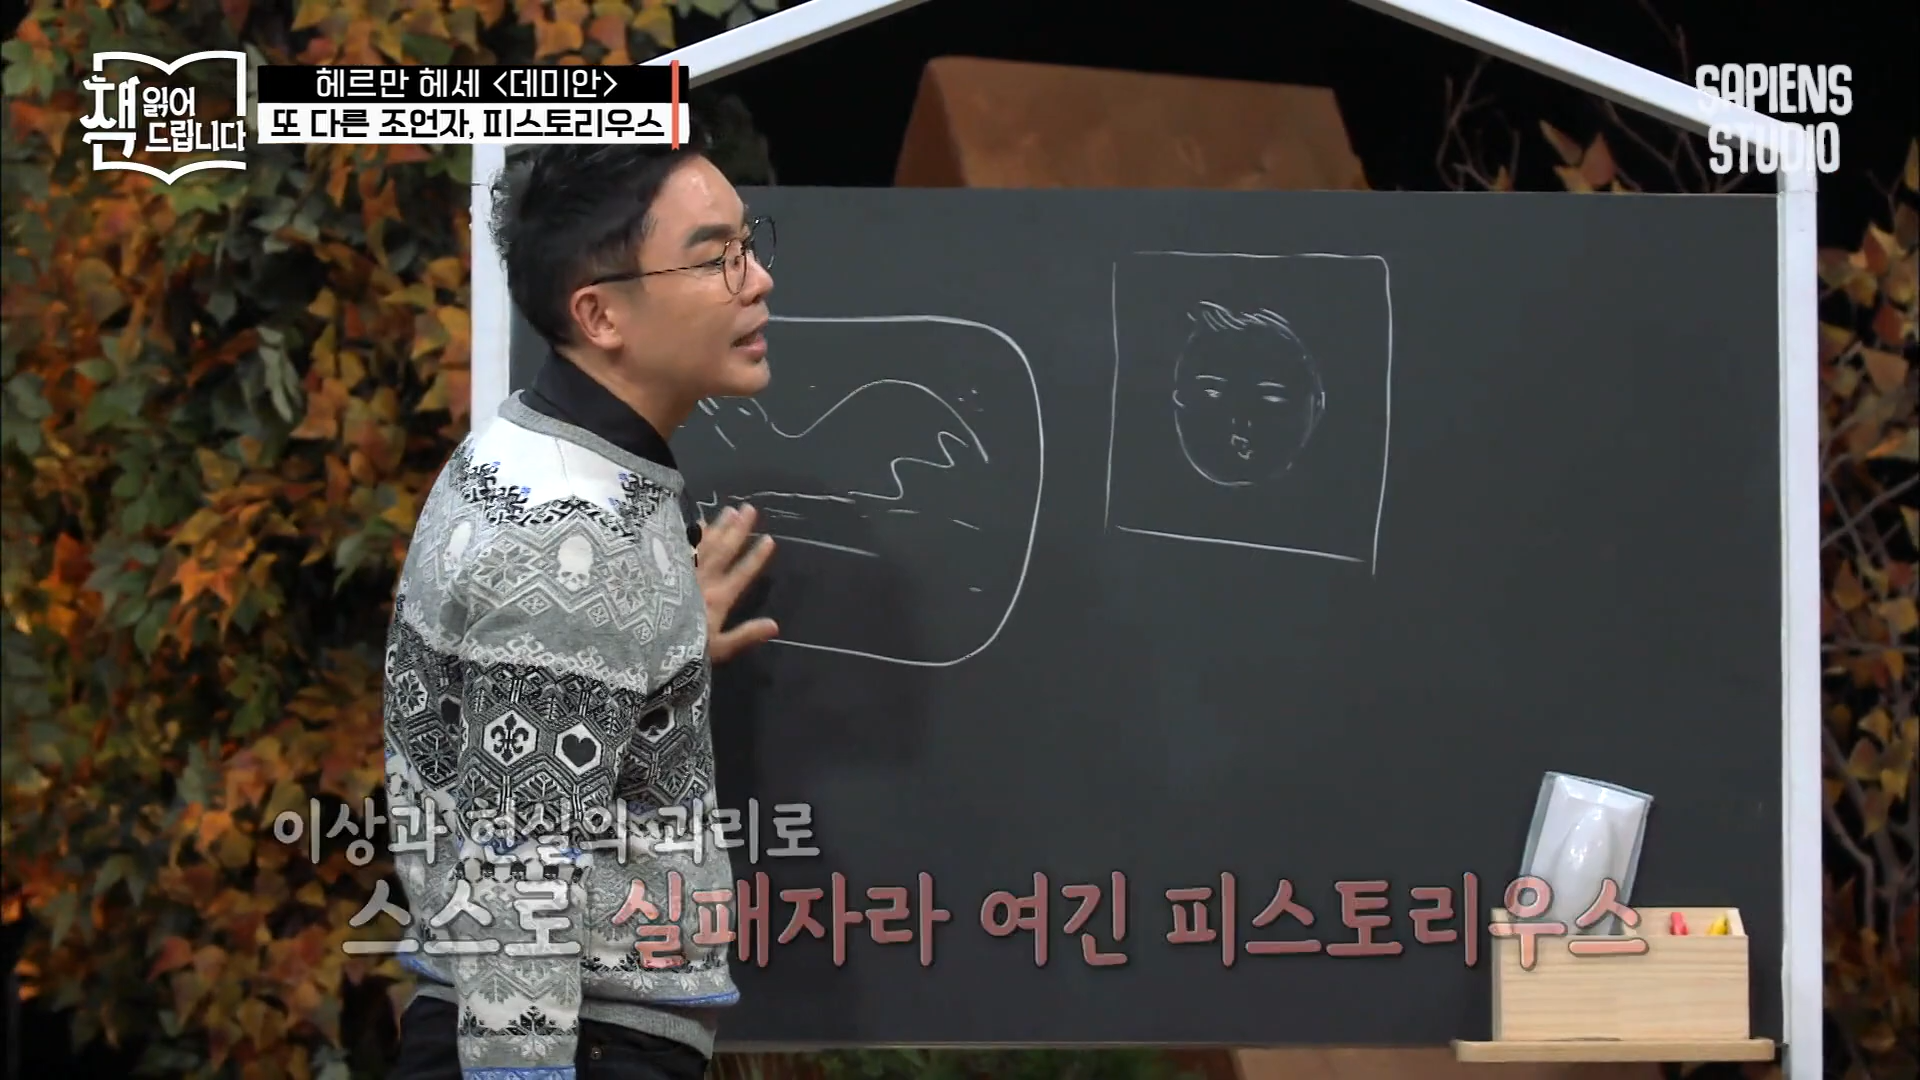 책 읽어
드립니다
헤르만 헤세 <데미안>
또 다른 조언자, 피스토리우스
SAPIENS
STUDIO
이상과 현실의 괴리로
스스로 실패자라 여긴 피스토리우스